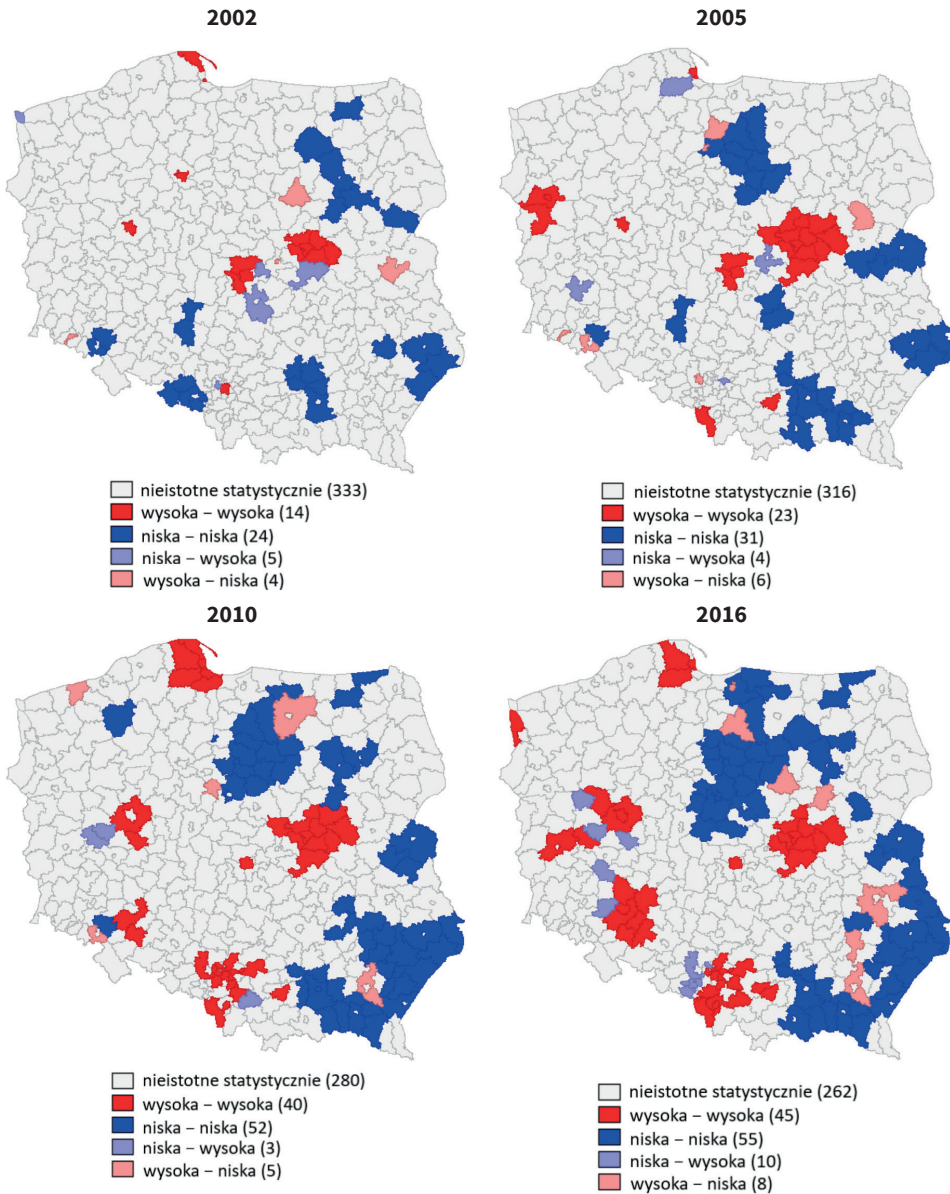 2002
2005
nieistotne statystycznie (333)
wysoka – wysoka (14)
niska – niska (24)
niska – wysoka (5)
wysoka – niska (4)
nieistotne statystycznie (316)
wysoka – wysoka (23)
niska – niska (31)
niska – wysoka (4)
wysoka – niska (6)
2010
2016
nieistotne statystycznie (280)
wysoka – wysoka (40)
niska – niska (52)
niska – wysoka (3)
wysoka – niska (5)
nieistotne statystycznie (262)
wysoka – wysoka (45)
niska – niska (55)
niska – wysoka (10)
wysoka – niska (8)